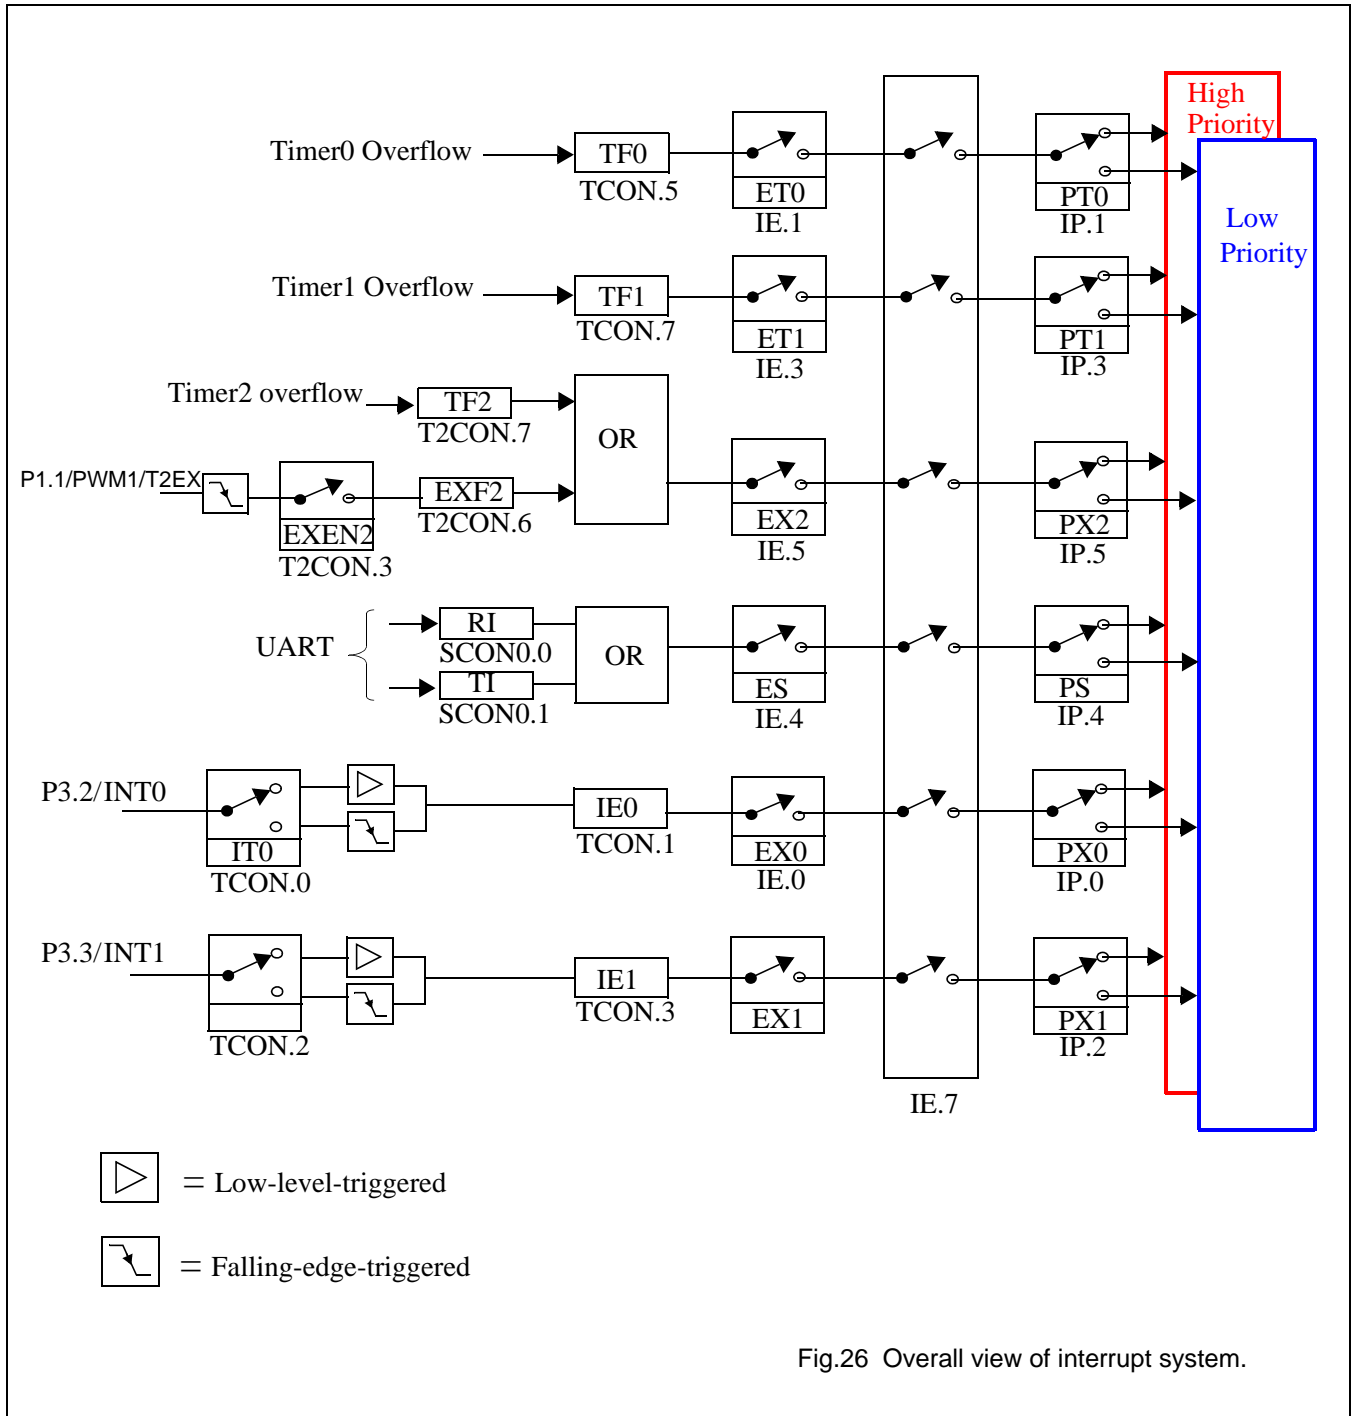 High
Priority
Low
Priority
Timer0 Overflow
TF0
TCON.5
ET0
IE.1
PT0
IP.1
Timer1 Overflow
TF1
TCON.7
ET1
IE.3
PT1
IP.3
Timer2 overflow
TF2
T2CON.7
OR
P1.1/PWM1/T2EX
EXEN2
T2CON.3
EXF2
T2CON.6
EX2
IE.5
PX2
IP.5
UART
RI
SCON0.0
TI
SCON0.1
OR
ES
IE.4
PS
IP.4
P3.2/INT0
IT0
TCON.0
IE0
TCON.1
EX0
IE.0
PX0
IP.0
P3.3/INT1
TCON.2
IE1
TCON.3
EX1
PX1
IP.2
IE.7
= Low-level-triggered
= Falling-edge-triggered
Fig.26 Overall view of interrupt system.